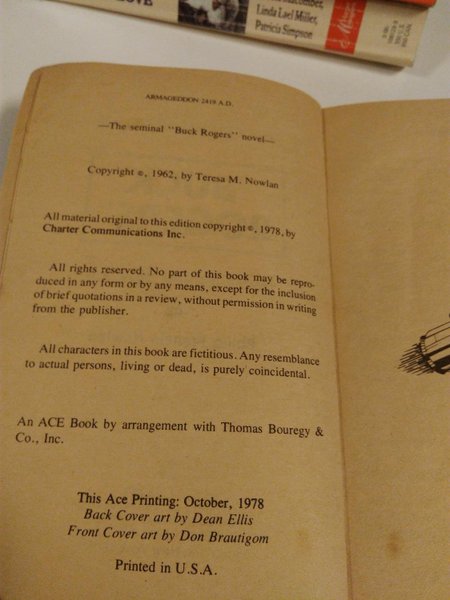 Linda Lael Miller,
Patricia Simpson
ARMAGEDDON 2419 A.D.
—The seminal "Buck Rogers" novel—
Copyright ©, 1962, by Teresa M. Nowlan
All material original to this edition copyright ©, 1978, by
Charter Communications Inc.
All rights reserved. No part of this book may be repro-
duced in any form or by any means, except for the inclusion
of brief quotations in a review, without permission in writing
from the publisher.
All characters in this book are fictitious. Any resemblance
to actual persons, living or dead, is purely coincidental.
An ACE Book by arrangement with Thomas Bouregy &
Co., Inc.
This Ace Printing: October, 1978
Back Cover art by Dean Ellis
Front Cover art by Don Brautigom
Printed in U.S.A.